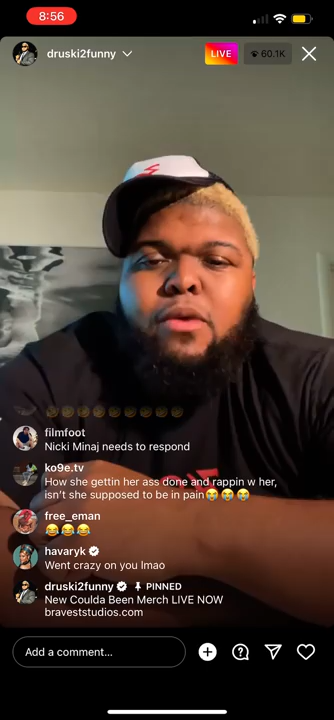 8:56
druski2funny
LIVE
60.1K
filmfoot
Nicki Minaj needs to respond
ko9e.tv
How she gettin her ass done and rappin w her,
isn't she supposed to be in pain😭😭😭
free_eman
😂😂😂
havaryk
Went crazy on you lmao
druski2funny PINNED
New Coulda Been Merch LIVE NOW
braveststudios.com
Add a comment...